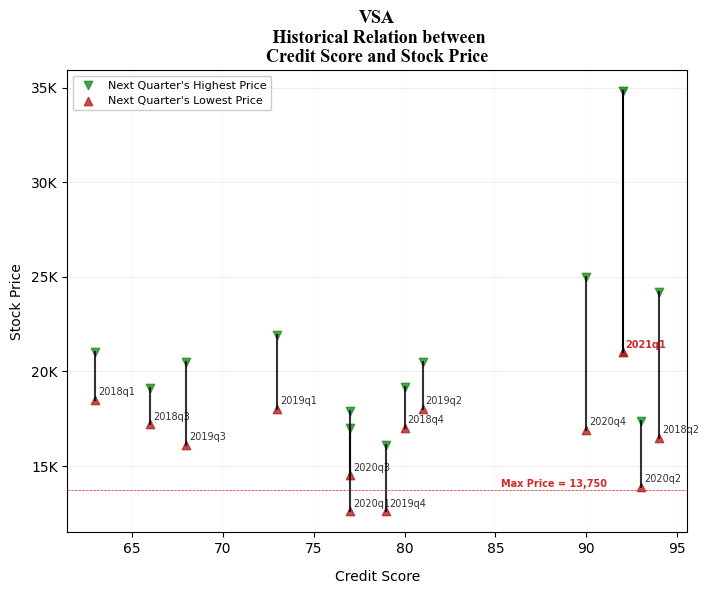 VSA
Historical Relation between
Credit Score and Stock Price
Next Quarter's Highest Price
Next Quarter's Lowest Price
35K
30K
25K
20K
15K
Stock Price
2021q1
2018q1
2019q1
2019q2
2018q3
2018q4
2020q4
2018q2
2019q3
2020q3
2020q2
Max Price = 13,750
2020q1
2019q4
65
70
75
80
85
90
95
Credit Score